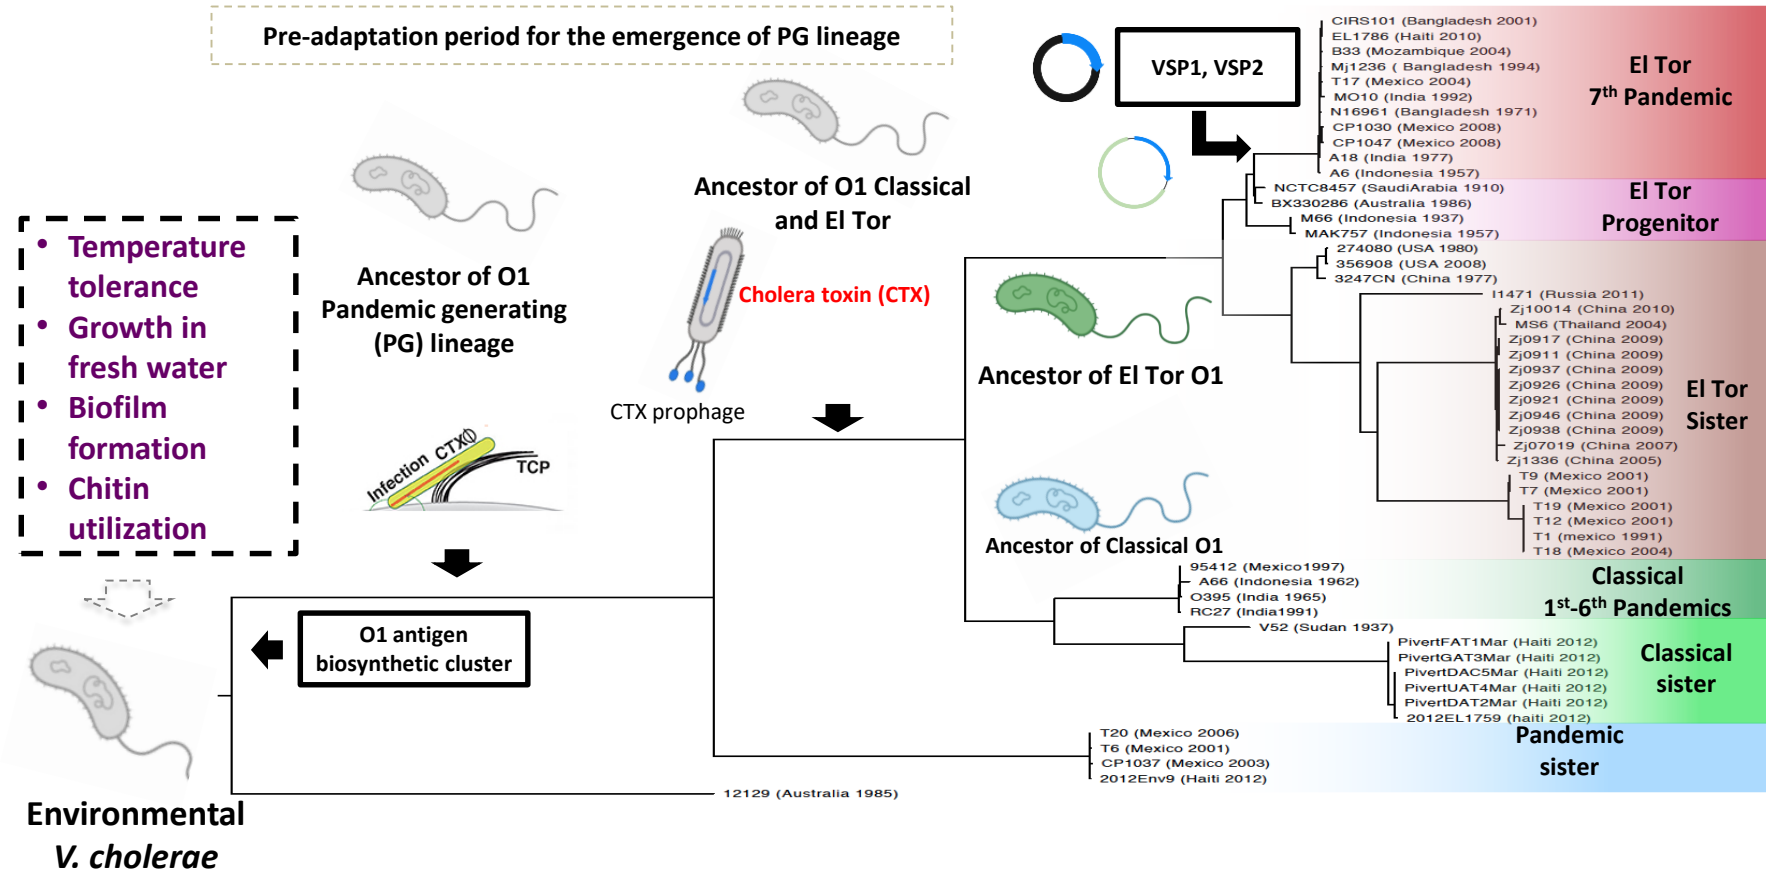 Pre-adaptation period for the emergence of PG lineage
• Temperature
tolerance
• Growth in
fresh water
• Biofilm
formation
• Chitin
utilization
Environmental
V. cholerae
Ancestor of O1
Pandemic generating
(PG) lineage
Infection CTXϕ
TCP
O1 antigen
biosynthetic cluster
Ancestor of O1 Classical
and El Tor
Cholera toxin (CTX)
CTX prophage
Ancestor of El Tor O1
Ancestor of Classical O1
VSP1, VSP2
CIRS101 (Bangladesh 2001)
EL1786 (Haiti 2010)
B33 (Mozambique 2004)
Mj1236 ( Bangladesh 1994)
T17 (Mexico 2004)
MO10 (India 1992)
N16961 (Bangladesh 1971)
CP1030 (Mexico 2008)
CP1047 (Mexico 2008)
A18 (India 1977)
A6 (Indonesia 1957)
El Tor
7th Pandemic
NCTC8457 (SaudiArabia 1910)
BX330286 (Australia 1986)
M66 (Indonesia 1937)
MAK757 (Indonesia 1957)
El Tor
Progenitor
274080 (USA 1980)
356908 (USA 2008)
3247CN (China 1977)
I1471 (Russia 2011)
Zj10014 (China 2010)
MS6 (Thailand 2004)
Zj0917 (China 2009)
Zj0911 (China 2009)
Zj0937 (China 2009)
Zj0926 (China 2009)
Zj0921 (China 2009)
Zj0946 (China 2009)
Zj0938 (China 2009)
Zj07019 (China 2007)
Zj1336 (China 2005)
T9 (Mexico 2001)
T7 (Mexico 2001)
T19 (Mexico 2001)
T12 (Mexico 2001)
T1 (mexico 1991)
T18 (Mexico 2004)
El Tor
Sister
95412 (Mexico1997)
A66 (Indonesia 1962)
O395 (India 1965)
RC27 (India1991)
Classical
1st-6th Pandemics
V52 (Sudan 1937)
PivertFAT1Mar (Haiti 2012)
PivertGAT3Mar (Haiti 2012)
PivertDAC5Mar (Haiti 2012)
PivertUAT4Mar (Haiti 2012)
PivertDAT2Mar (Haiti 2012)
2012EL1759 (haiti 2012)
Classical
sister
T20 (Mexico 2006)
T6 (Mexico 2001)
CP1037 (Mexico 2003)
2012Env9 (Haiti 2012)
Pandemic
sister
12129 (Australia 1985)